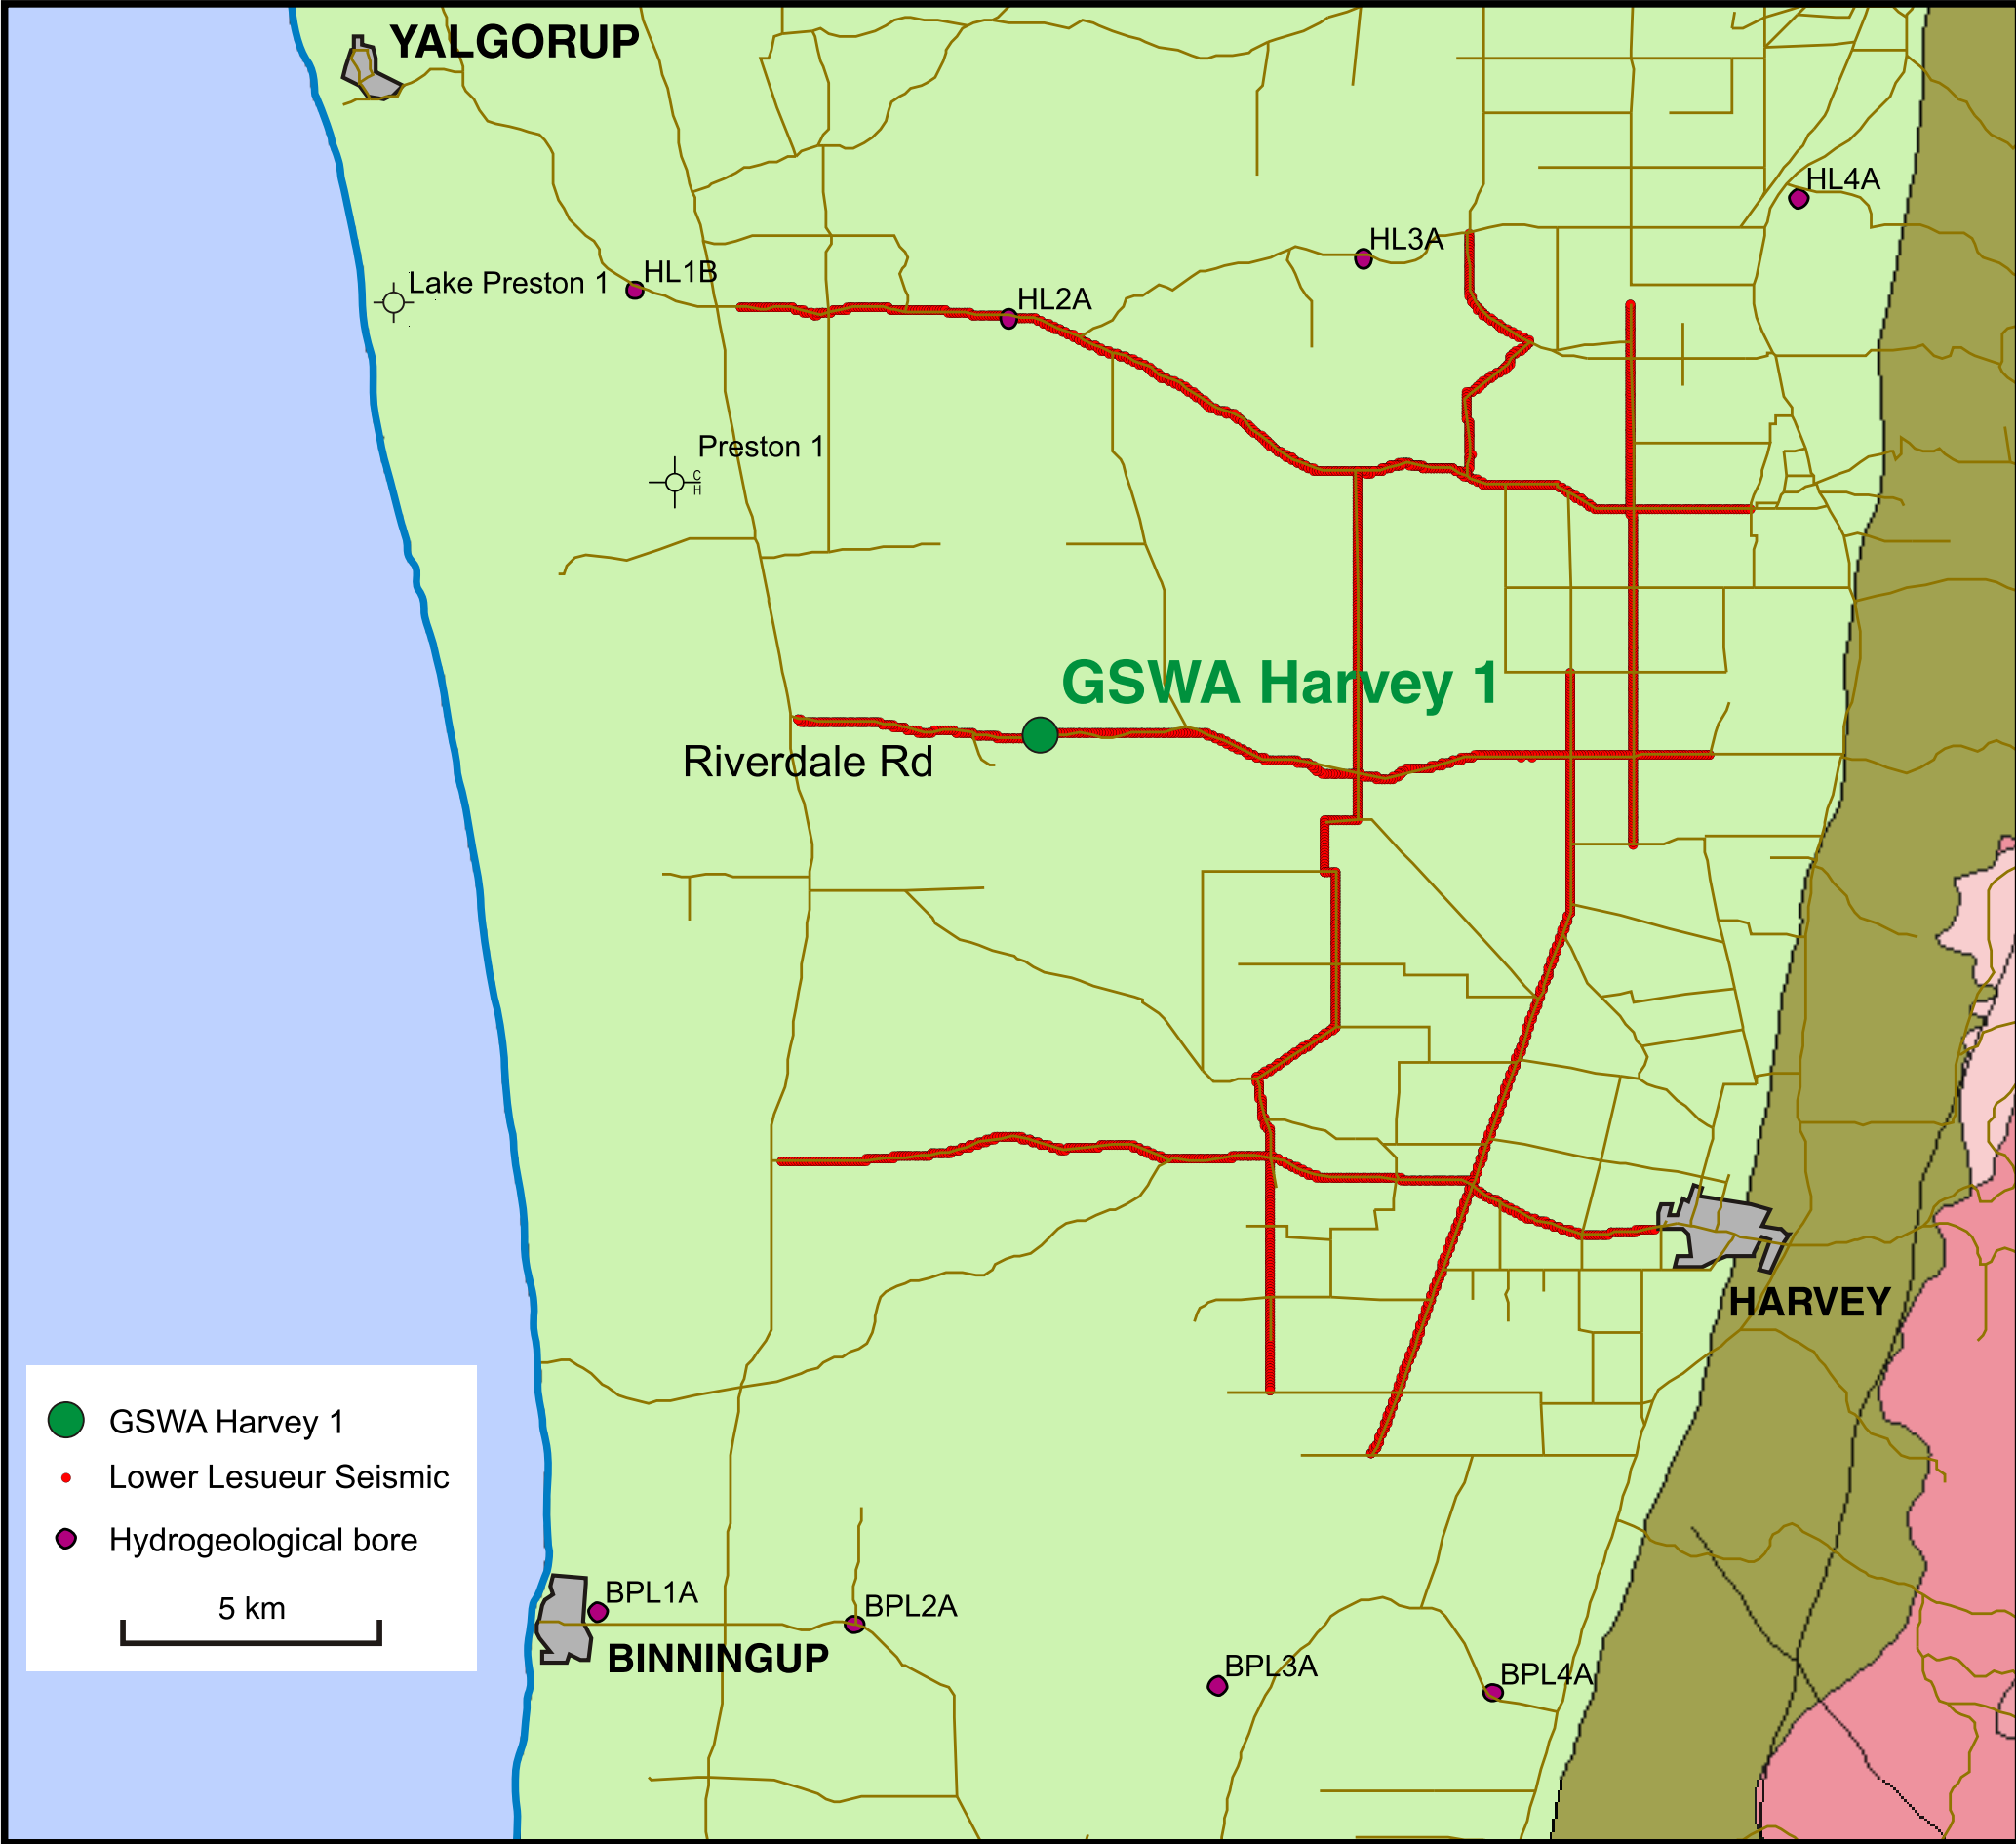 YALGORUP
HL4A
HL3A
HL1B
Lake Preston 1
HL2A
Preston 1
C
H
GSWA Harvey 1
Riverdale Rd
HARVEY
GSWA Harvey 1
Lower Lesueur Seismic
Hydrogeological bore
5 km
BPL1A
BPL2A
BINNINGUP
BPL3A
BPL4A